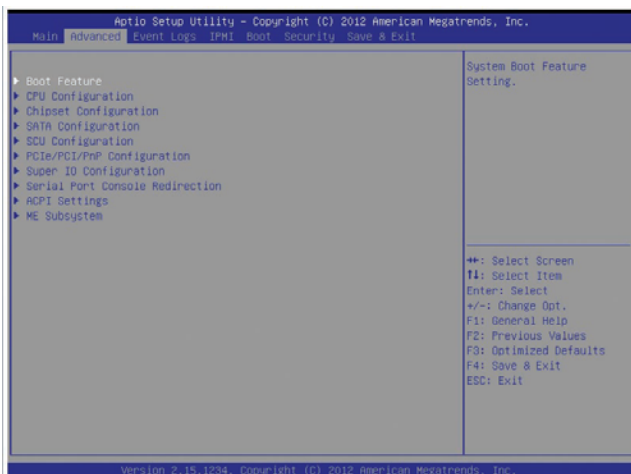 Aptio Setup Utility – Copyright (C) 2012 American Megatrends, Inc.
Main Advanced Event Logs IPMI Boot Security Save & Exit
Boot Feature
CPU Configuration
Chipset Configuration
SATA Configuration
SCU Configuration
PCIe/PCI/PnP Configuration
Super IO Configuration
Serial Port Console Redirection
ACPI Settings
ME Subsystem
System Boot Feature
Setting.
→←: Select Screen
↑↓: Select Item
Enter: Select
+/-: Change Opt.
F1: General Help
F2: Previous Values
F3: Optimized Defaults
F4: Save & Exit
ESC: Exit
Version 2.15.1234. Copyright (C) 2012 American Megatrends, Inc.